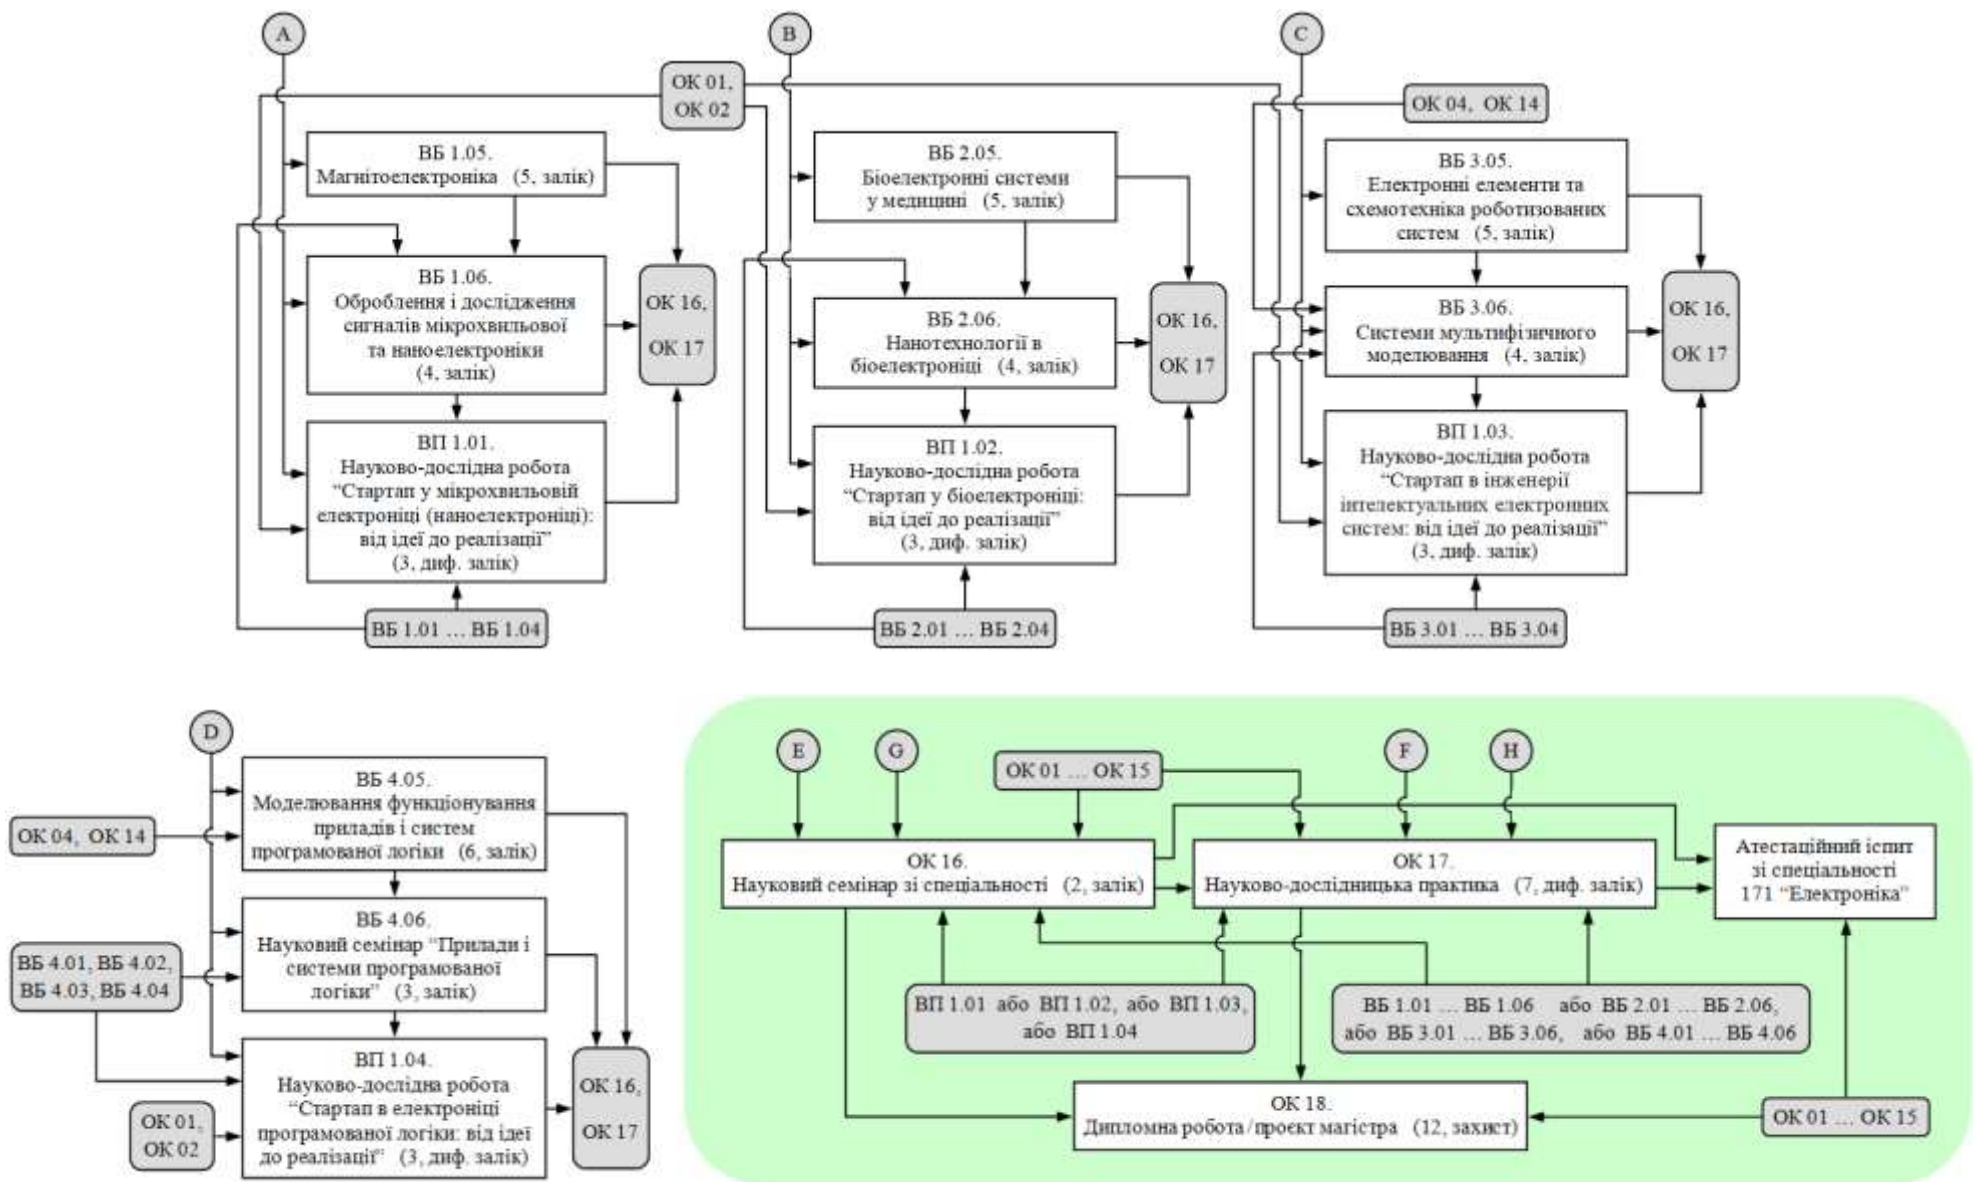 A
B
C
ОК 01,
ОК 02
ОК 04, ОК 14
ВБ 1.05.
Магнітоелектроніка (5, залік)
ВБ 1.06.
Оброблення і дослідження
сигналів мікрохвильової
та наноелектроніки
(4, залік)
ВП 1.01.
Науково-дослідна робота
“Стартап у мікрохвильовій
електроніці (наноелектроніці):
від ідеї до реалізації”
(3, диф. залік)
ОК 16,
ОК 17
ВБ 1.01 … ВБ 1.04
ВБ 2.05.
Біоелектронні системи
у медицині (5, залік)
ВБ 2.06.
Нанотехнології в
біоелектроніці (4, залік)
ВП 1.02.
Науково-дослідна робота
“Стартап у біоелектроніці:
від ідеї до реалізації”
(3, диф. залік)
ОК 16,
ОК 17
ВБ 2.01 … ВБ 2.04
ВБ 3.05.
Електронні елементи та
схемотехніка роботизованих
систем (5, залік)
ВБ 3.06.
Системи мультифізичного
моделювання (4, залік)
ВП 1.03.
Науково-дослідна робота
“Стартап в інженерії
інтелектуальних електронних
систем: від ідеї до реалізації”
(3, диф. залік)
ОК 16,
ОК 17
ВБ 3.01 … ВБ 3.04
D
ВБ 4.05.
Моделювання функціонування
приладів і систем
програмованої логіки (6, залік)
ОК 04, ОК 14
ВБ 4.06.
Науковий семінар “Прилади і
системи програмованої
логіки” (3, залік)
ВБ 4.01, ВБ 4.02,
ВБ 4.03, ВБ 4.04
ВП 1.04.
Науково-дослідна робота
“Стартап в електроніці
програмованої логіки: від ідеї
до реалізації” (3, диф. залік)
ОК 01,
ОК 02
ОК 16,
ОК 17
E
G
ОК 01 … ОК 15
F
H
ОК 16.
Науковий семінар зі спеціальності (2, залік)
ОК 17.
Науково-дослідницька практика (7, диф. залік)
Атестаційний іспит
зі спеціальності
171 “Електроніка”
ВП 1.01 або ВП 1.02, або ВП 1.03,
або ВП 1.04
ВБ 1.01 … ВБ 1.06 або ВБ 2.01 … ВБ 2.06,
або ВБ 3.01 … ВБ 3.06, або ВБ 4.01 … ВБ 4.06
ОК 18.
Дипломна робота/проєкт магістра (12, захист)
ОК 01 … ОК 15